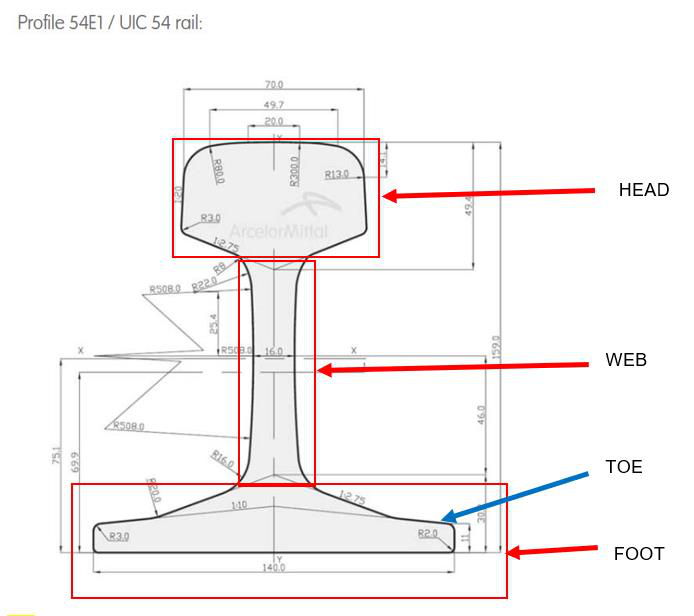 Profile 54E1 / UIC 54 rail:
70.0
49.7
20.0
Y
14.1
R80.0
R300.0
R13.0
1:20
HEAD
R3.0
49.4
ArcelorMittal
1:2.75
R8
R22.0
R508.0
25.4
159.0
X
R508.0
16.0
X
WEB
46.0
R508.0
75.1
69.9
R16.0
TOE
R20.0
1:2.75
1:10
30
R3.0
R2.0
11
FOOT
Y
140.0